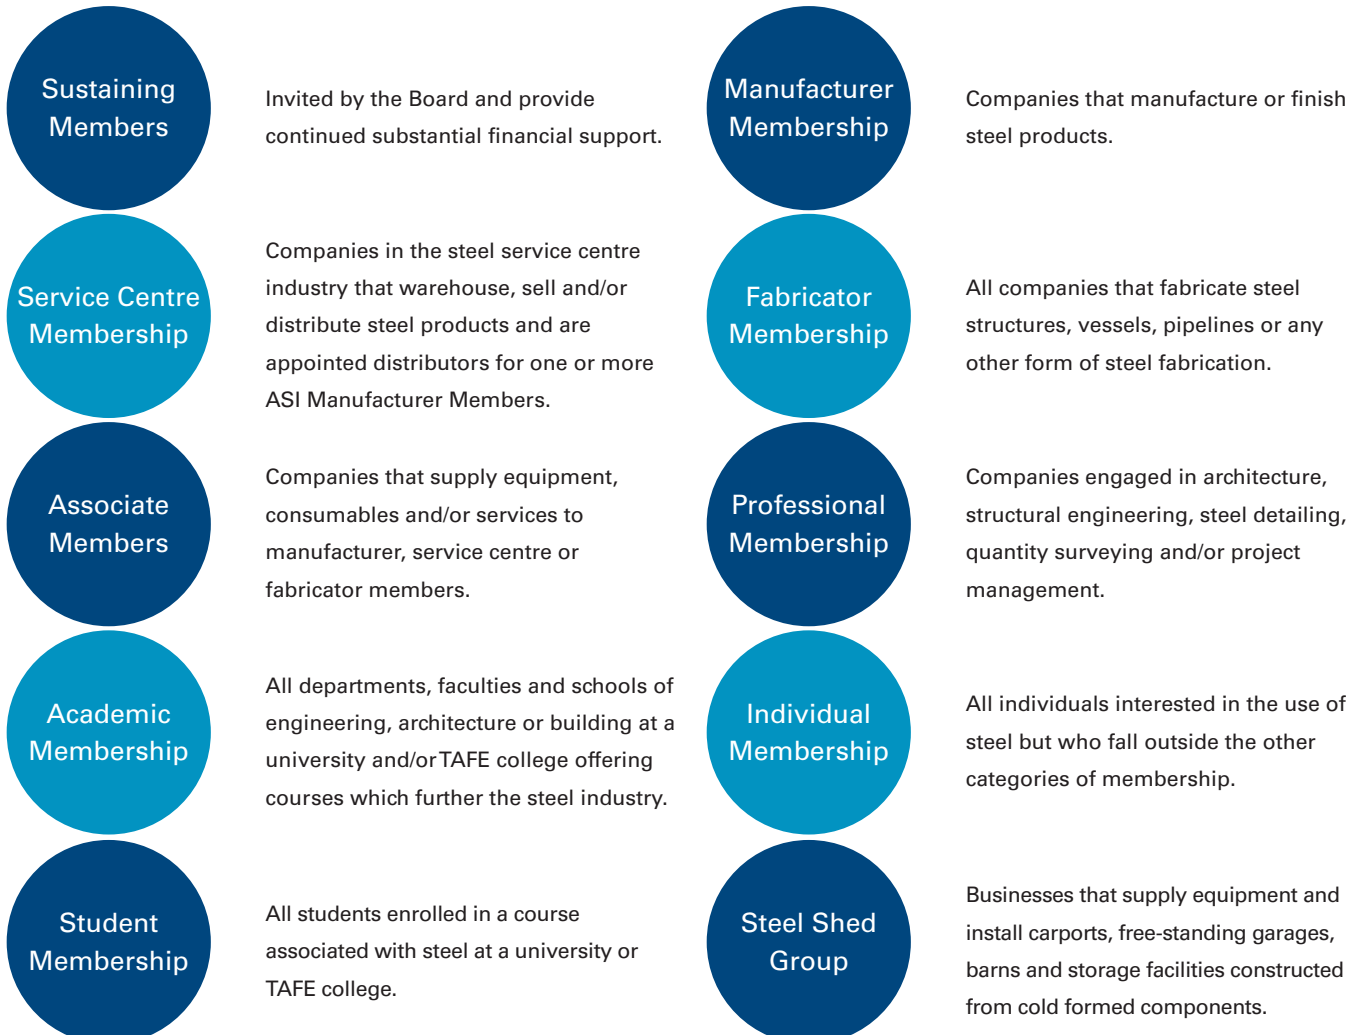 Sustaining
Members
Invited by the Board and provide
continued substantial financial support.
Manufacturer
Membership
Companies that manufacture or finish
steel products.
Service Centre
Membership
Companies in the steel service centre
industry that warehouse, sell and/or
distribute steel products and are
appointed distributors for one or more
ASI Manufacturer Members.
Fabricator
Membership
All companies that fabricate steel
structures, vessels, pipelines or any
other form of steel fabrication.
Associate
Members
Companies that supply equipment,
consumables and/or services to
manufacturer, service centre or
fabricator members.
Professional
Membership
Companies engaged in architecture,
structural engineering, steel detailing,
quantity surveying and/or project
management.
Academic
Membership
All departments, faculties and schools of
engineering, architecture or building at a
university and/or TAFE college offering
courses which further the steel industry.
Individual
Membership
All individuals interested in the use of
steel but who fall outside the other
categories of membership.
Student
Membership
All students enrolled in a course
associated with steel at a university or
TAFE college.
Steel Shed
Group
Businesses that supply equipment and
install carports, free-standing garages,
barns and storage facilities constructed
from cold formed components.